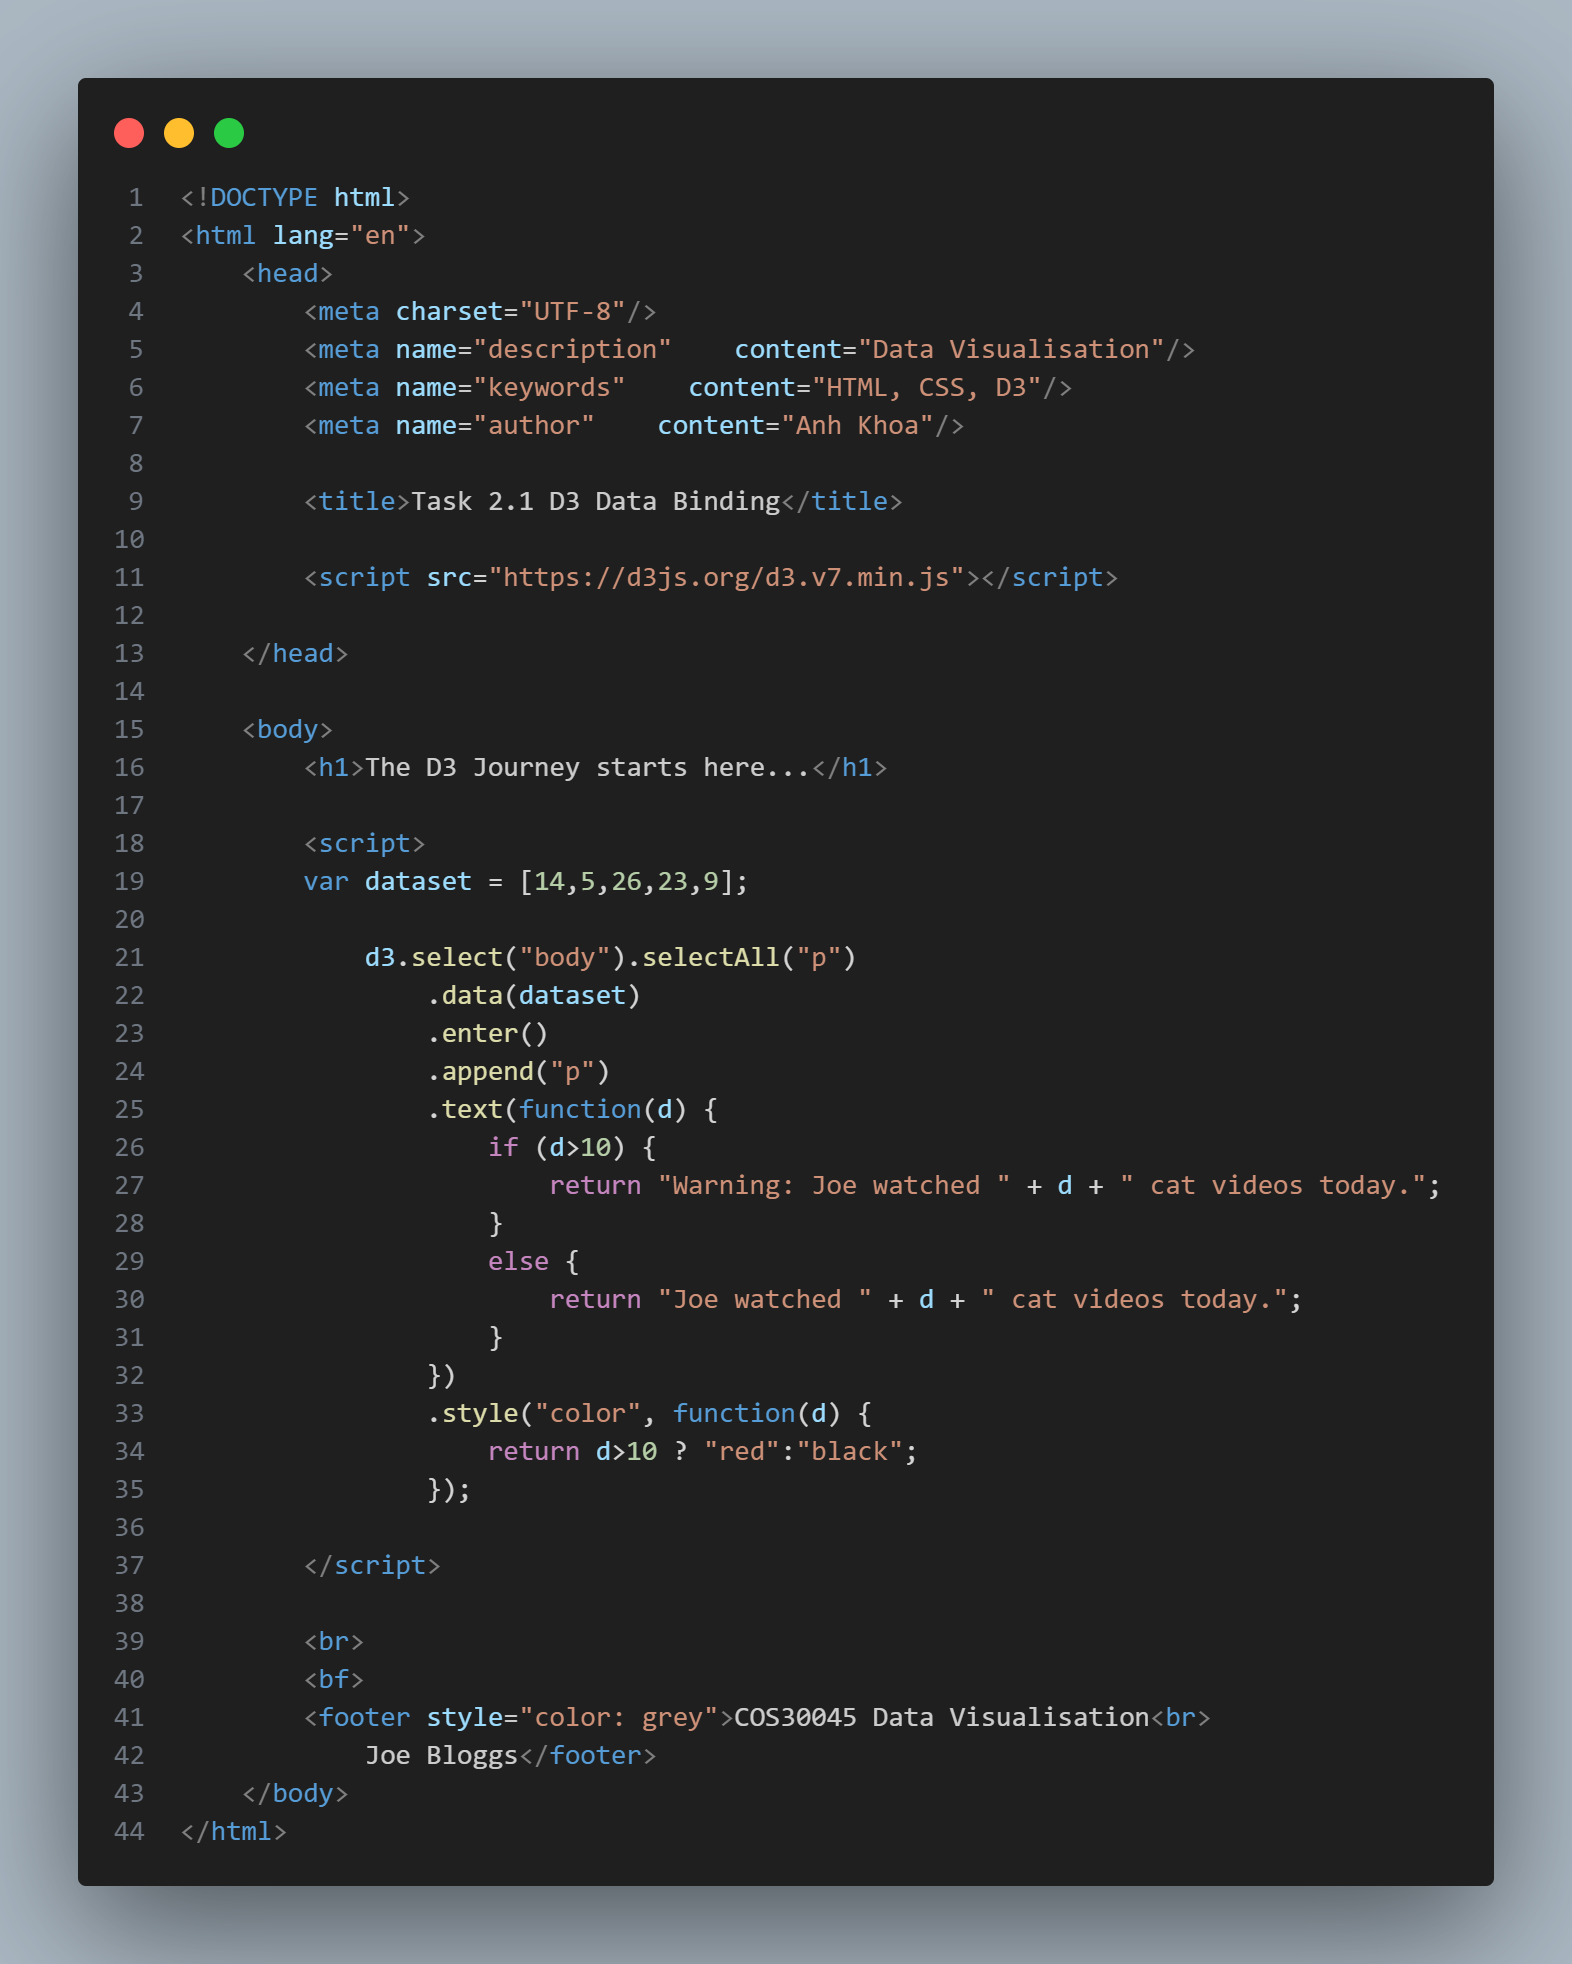 1 <!DOCTYPE html>
2 <html lang="en">
3     <head>
4         <meta charset="UTF-8"/>
5         <meta name="description"    content="Data Visualisation"/>
6         <meta name="keywords"    content="HTML, CSS, D3"/>
7         <meta name="author"    content="Anh Khoa"/>
8
9         <title>Task 2.1 D3 Data Binding</title>
10
11         <script src="https://d3js.org/d3.v7.min.js"></script>
12
13     </head>
14
15     <body>
16         <h1>The D3 Journey starts here...</h1>
17
18         <script>
19         var dataset = [14,5,26,23,9];
20
21             d3.select("body").selectAll("p")
22                 .data(dataset)
23                 .enter()
24                 .append("p")
25                 .text(function(d) {
26                     if (d>10) {
27                         return "Warning: Joe watched " + d + " cat videos today.";
28                     }
29                     else {
30                         return "Joe watched " + d + " cat videos today.";
31                     }
32                 })
33                 .style("color", function(d) {
34                     return d>10 ? "red":"black";
35                 });
36
37         </script>
38
39         <br>
40         <bf>
41         <footer style="color: grey">COS30045 Data Visualisation<br>
42             Joe Bloggs</footer>
43     </body>
44 </html>